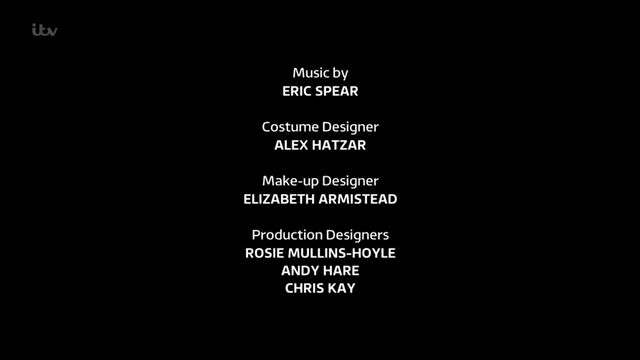 itv
Music by
ERIC SPEAR
Costume Designer
ALEX HATZAR
Make-up Designer
ELIZABETH ARMISTEAD
Production Designers
ROSIE MULLINS-HOYLE
ANDY HARE
CHRIS KAY